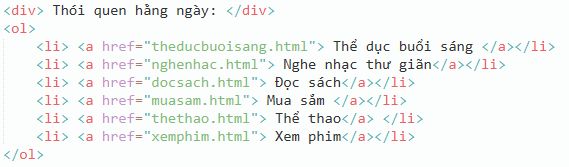 <div> Thói quen hằng ngày: </div>
<ol>
    <li> <a href="theducbuoisang.html"> Thể dục buổi sáng </a></li>
    <li> <a href="nghenhac.html"> Nghe nhạc thư giãn</a></li>
    <li> <a href="docsach.html"> Đọc sách</a></li>
    <li> <a href="muasam.html"> Mua sắm </a></li>
    <li> <a href="thethao.html"> Thể thao</a> </li>
    <li> <a href="xemphim.html"> Xem phim</a></li>
</ol>